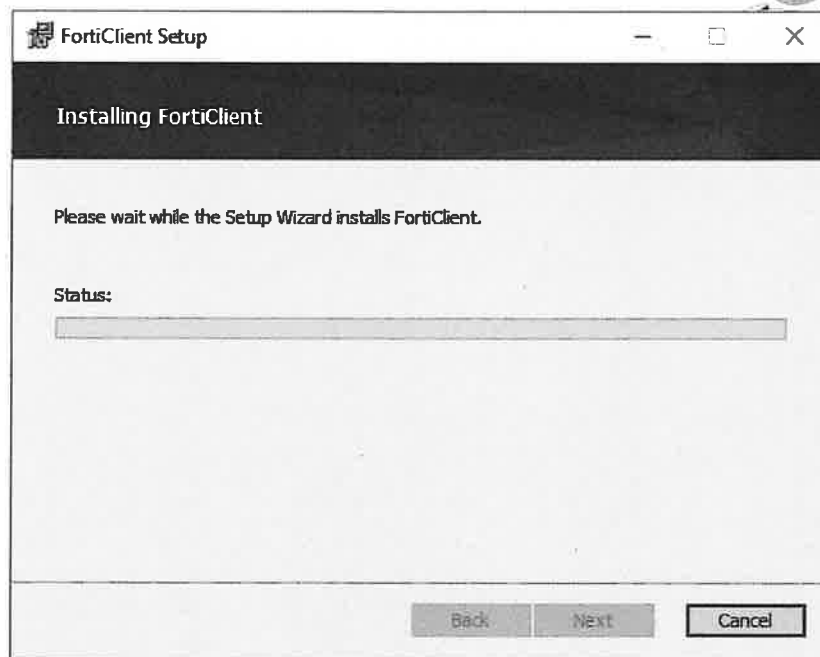 FortiClient Setup
Installing FortiClient
Please wait while the Setup Wizard installs FortiClient.
Status:
Back
Next
Cancel